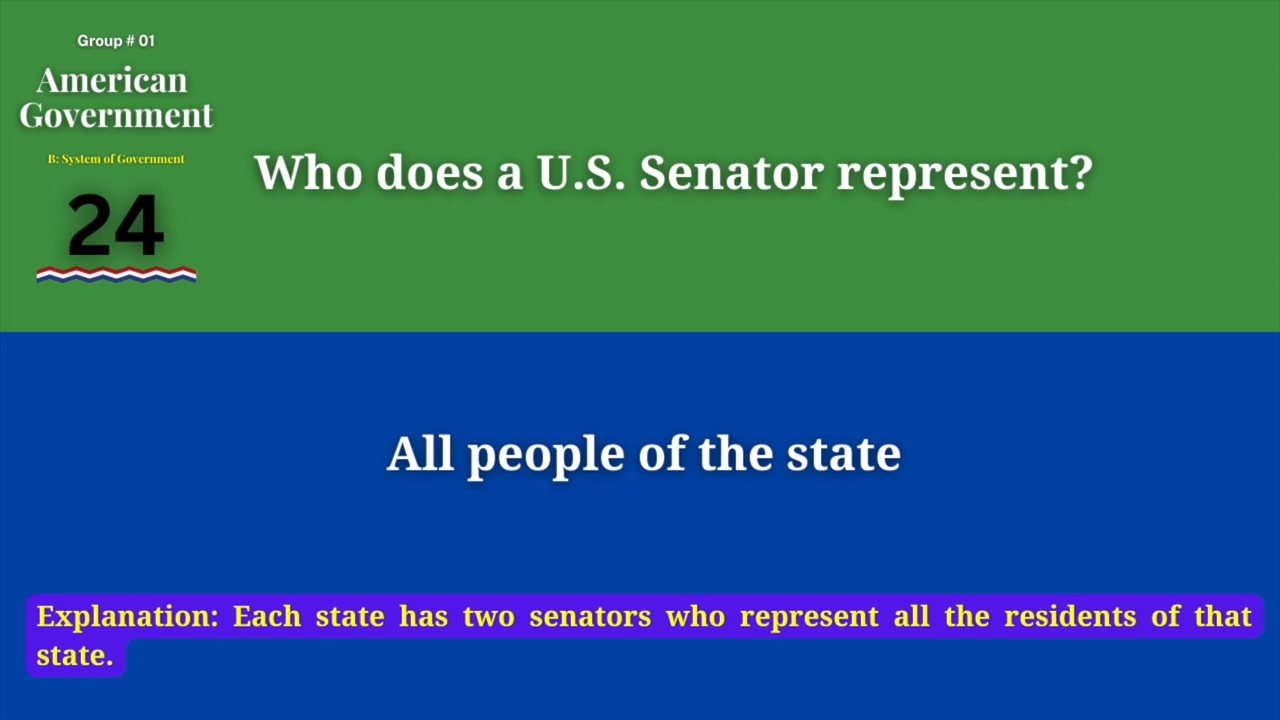 Group # 01
American
Government
B: System of Government
24
Who does a U.S. Senator represent?
All people of the state
Explanation: Each state has two senators who represent all the residents of that
state.